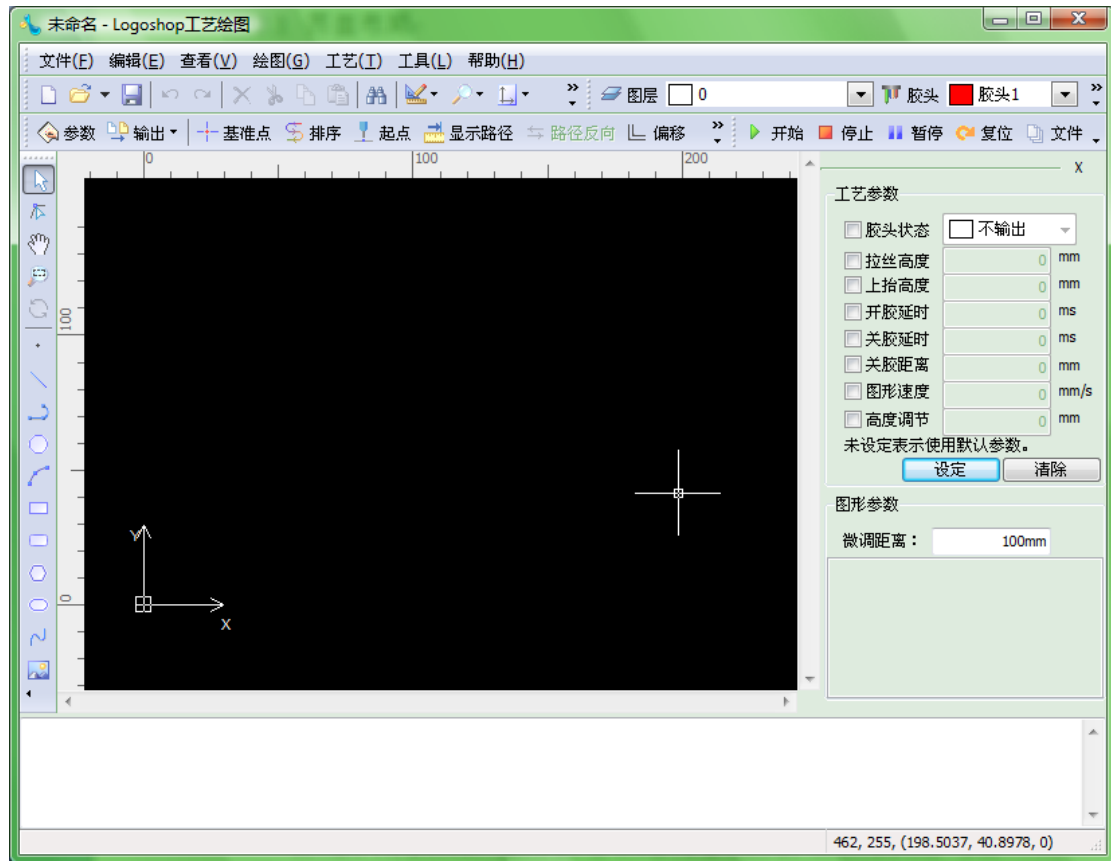 未命名 - Logoshop工艺绘图
文件(F) 编辑(E) 查看(V) 绘图(G) 工艺(T) 工具(L) 帮助(H)
图层 0 胶头 胶头1
参数 输出 基准点 排序 起点 显示路径 路径反向 偏移 开始 停止 暂停 复位 文件
0 100 200
X
工艺参数
胶头状态 不输出
拉丝高度 0 mm
上抬高度 0 mm
开胶延时 0 ms
关胶延时 0 ms
关胶距离 0 mm
图形速度 0 mm/s
高度调节 0 mm
未设定表示使用默认参数。
设定 清除
图形参数
微调距离： 100mm
100
Y
0
X
462, 255, (198.5037, 40.8978, 0)